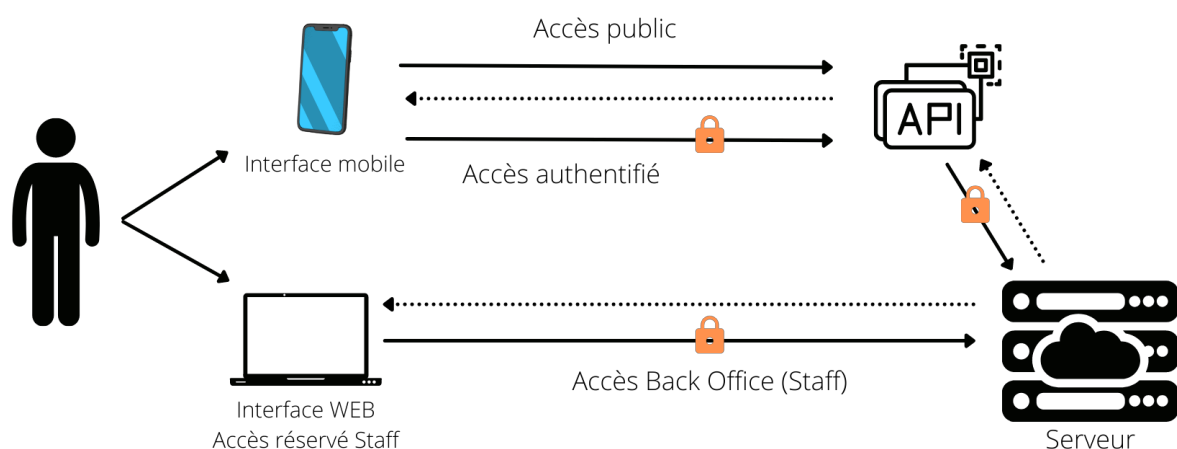 Accès public
API
Interface mobile
Accès authentifié
Accès Back Office (Staff)
Interface WEB
Accès réservé Staff
Serveur